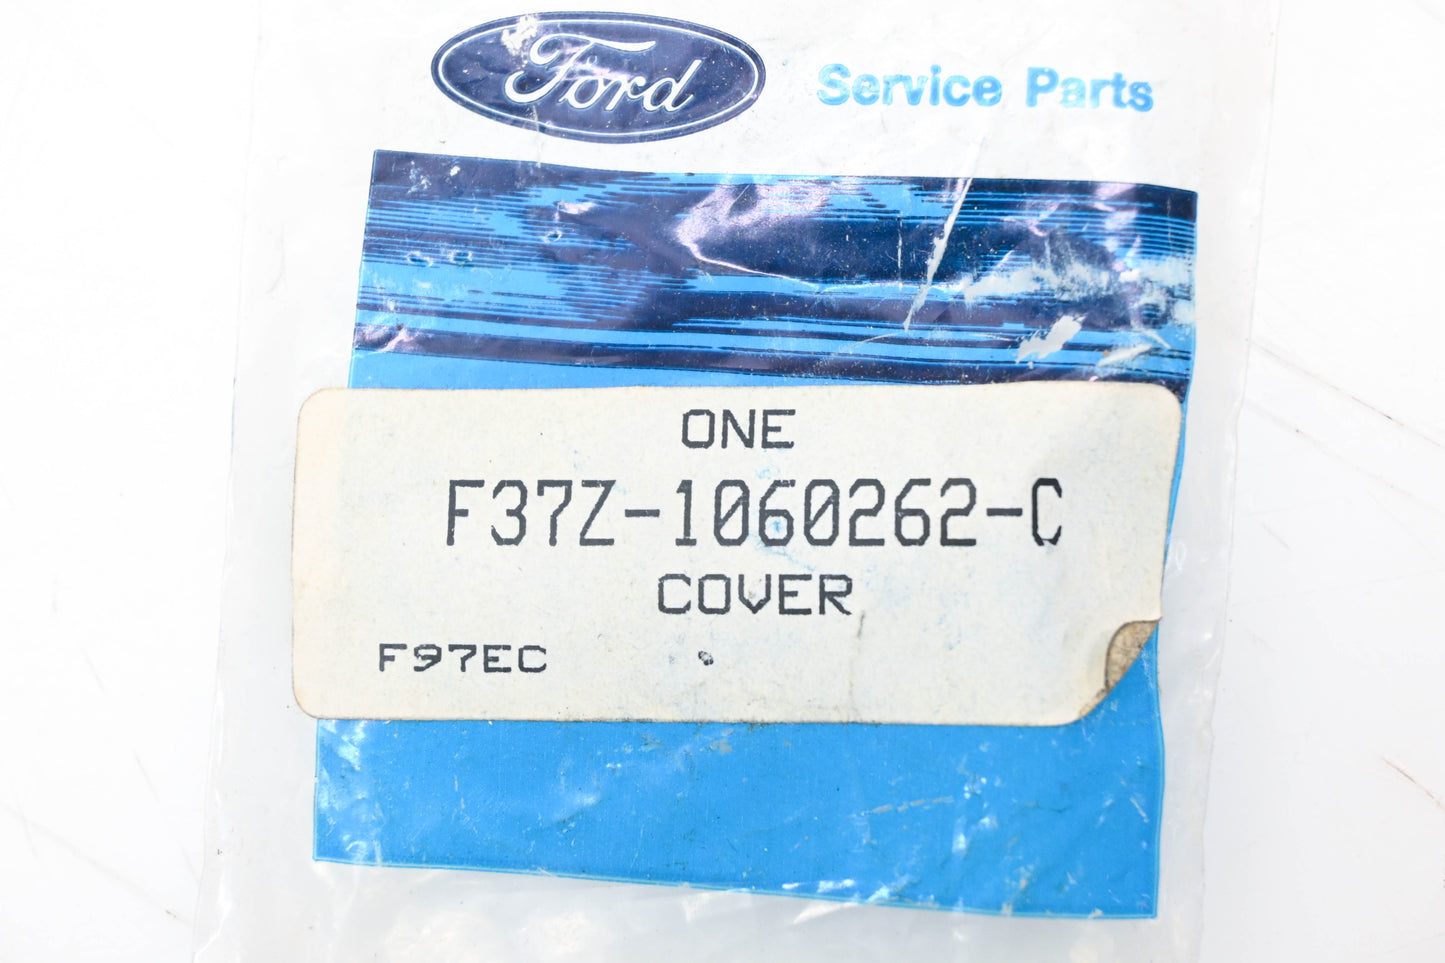 Ford Service Parts
ONE
F37Z-1060262-C
COVER
F97EC